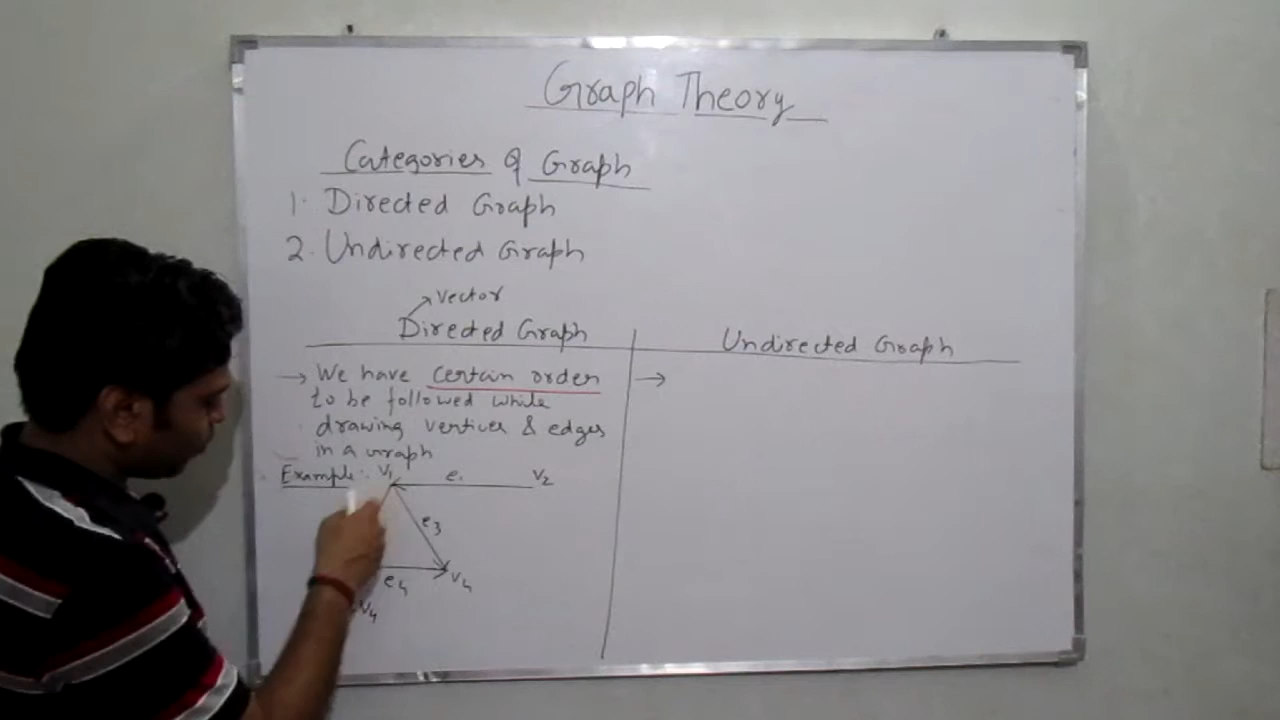 Graph Theory
Categories of Graph
1. Directed Graph
2. Undirected Graph
Vector
Directed Graph
Undirected Graph
→ We have certain order
to be followed while
drawing vertices & edges
in a graph
→
Example:-
V1
e1
V2
e3
e4
V4
V4